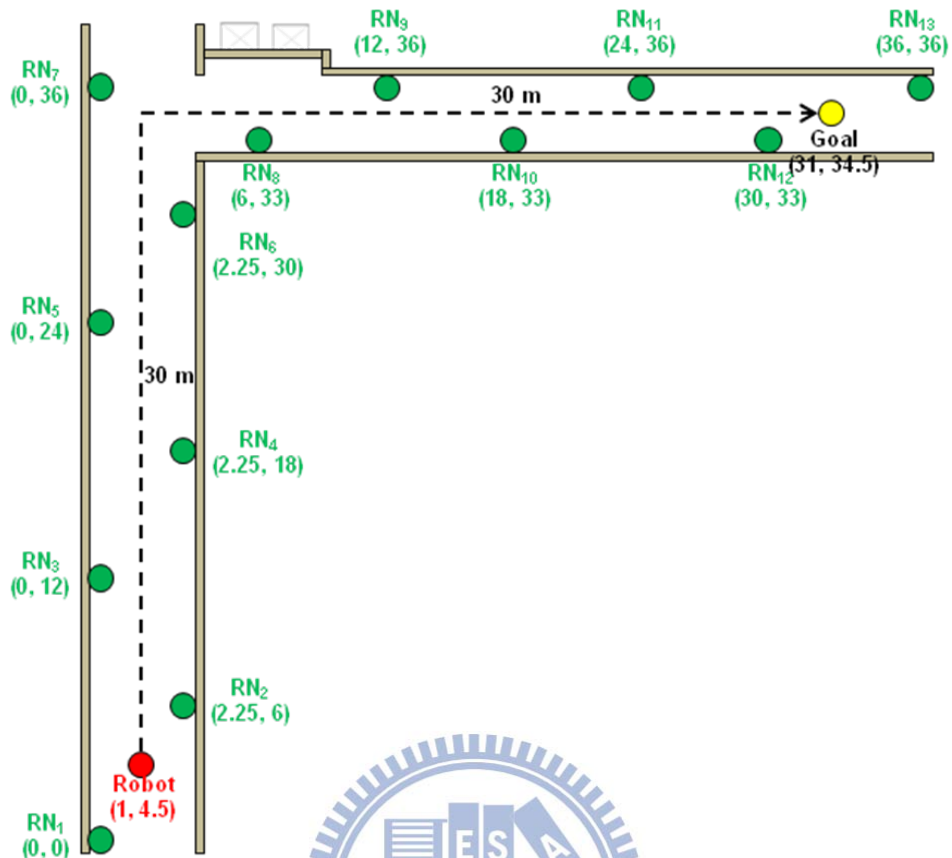 RN₉
(12, 36)
RN₁₁
(24, 36)
RN₁₃
(36, 36)
RN₇
(0, 36)
30 m
Goal
(31, 34.5)
RN₈
(6, 33)
RN₁₀
(18, 33)
RN₁₂
(30, 33)
RN₆
(2.25, 30)
RN₅
(0, 24)
30 m
RN₄
(2.25, 18)
RN₃
(0, 12)
RN₂
(2.25, 6)
Robot
(1, 4.5)
RN₁
(0, 0)
E S